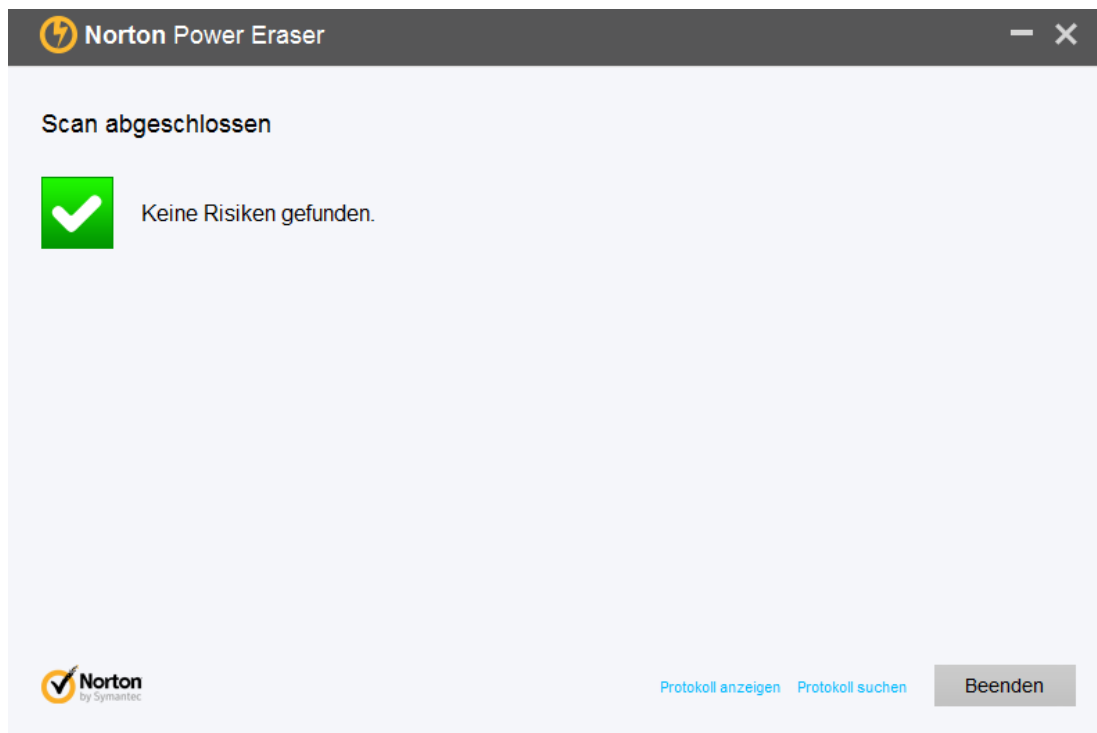 Norton Power Eraser
Scan abgeschlossen
Keine Risiken gefunden.
Norton
by Symantec
Protokoll anzeigen Protokoll suchen Beenden